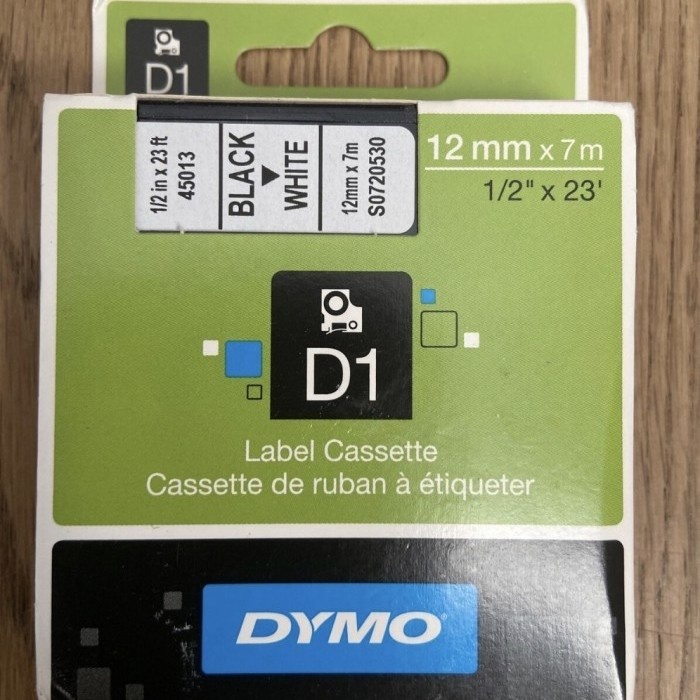 D1
1/2 in x 23 ft
45013
BLACK
WHITE
12mm x 7m
S0720530
12 mm x 7 m
1/2" x 23'
D1
Label Cassette
Cassette de ruban à étiqueter
DYMO